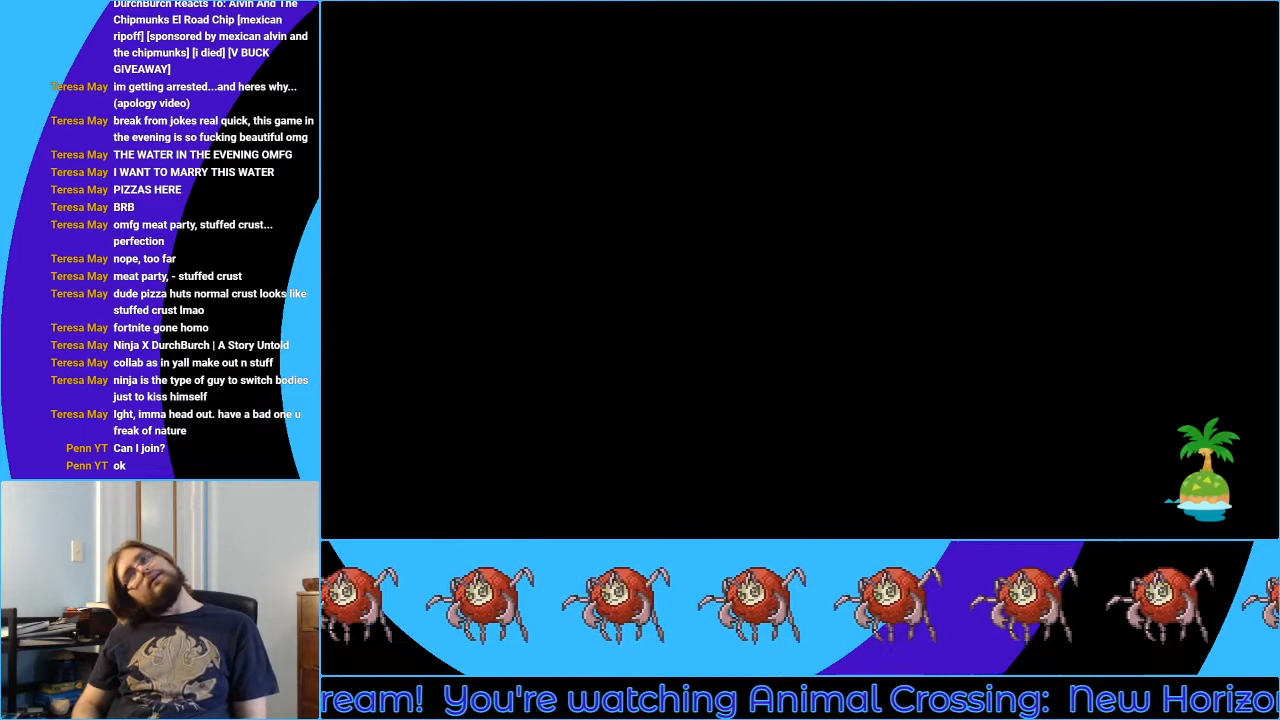 DurchBurch Reacts To: Alvin And The
Chipmunks El Road Chip [mexican
ripoff] [sponsored by mexican alvin and
the chipmunks] [i died] [V BUCK
GIVEAWAY]
Teresa May im getting arrested...and heres why...
(apology video)
Teresa May break from jokes real quick, this game in
the evening is so fucking beautiful omg
Teresa May THE WATER IN THE EVENING OMFG
Teresa May I WANT TO MARRY THIS WATER
Teresa May PIZZAS HERE
Teresa May BRB
Teresa May omfg meat party, stuffed crust...
perfection
Teresa May nope, too far
Teresa May meat party, - stuffed crust
Teresa May dude pizza huts normal crust looks like
stuffed crust lmao
Teresa May fortnite gone homo
Teresa May Ninja X DurchBurch | A Story Untold
Teresa May collab as in yall make out n stuff
Teresa May ninja is the type of guy to switch bodies
just to kiss himself
Teresa May Ight, imma head out. have a bad one u
freak of nature
Penn YT Can I join?
Penn YT ok
ream! You're watching Animal Crossing: New Horizo